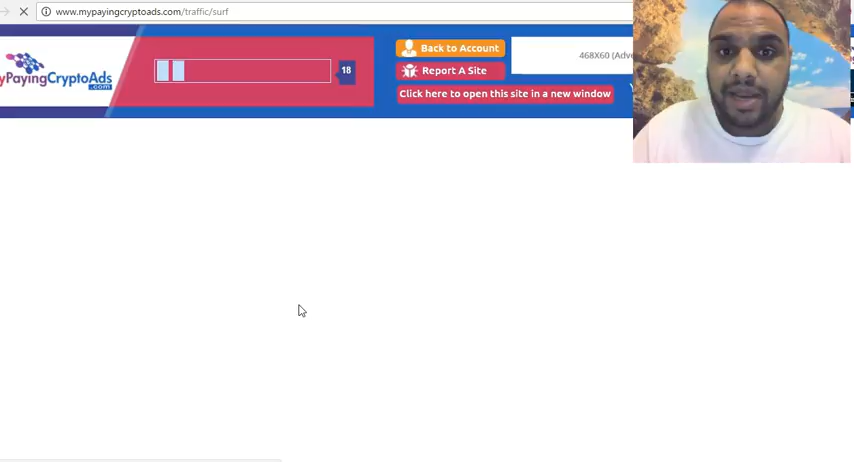 www.mypayingcryptoads.com/traffic/surf
yPayingCryptoAds
.com
18
Back to Account
Report A Site
Click here to open this site in a new window
468X60 (Adve